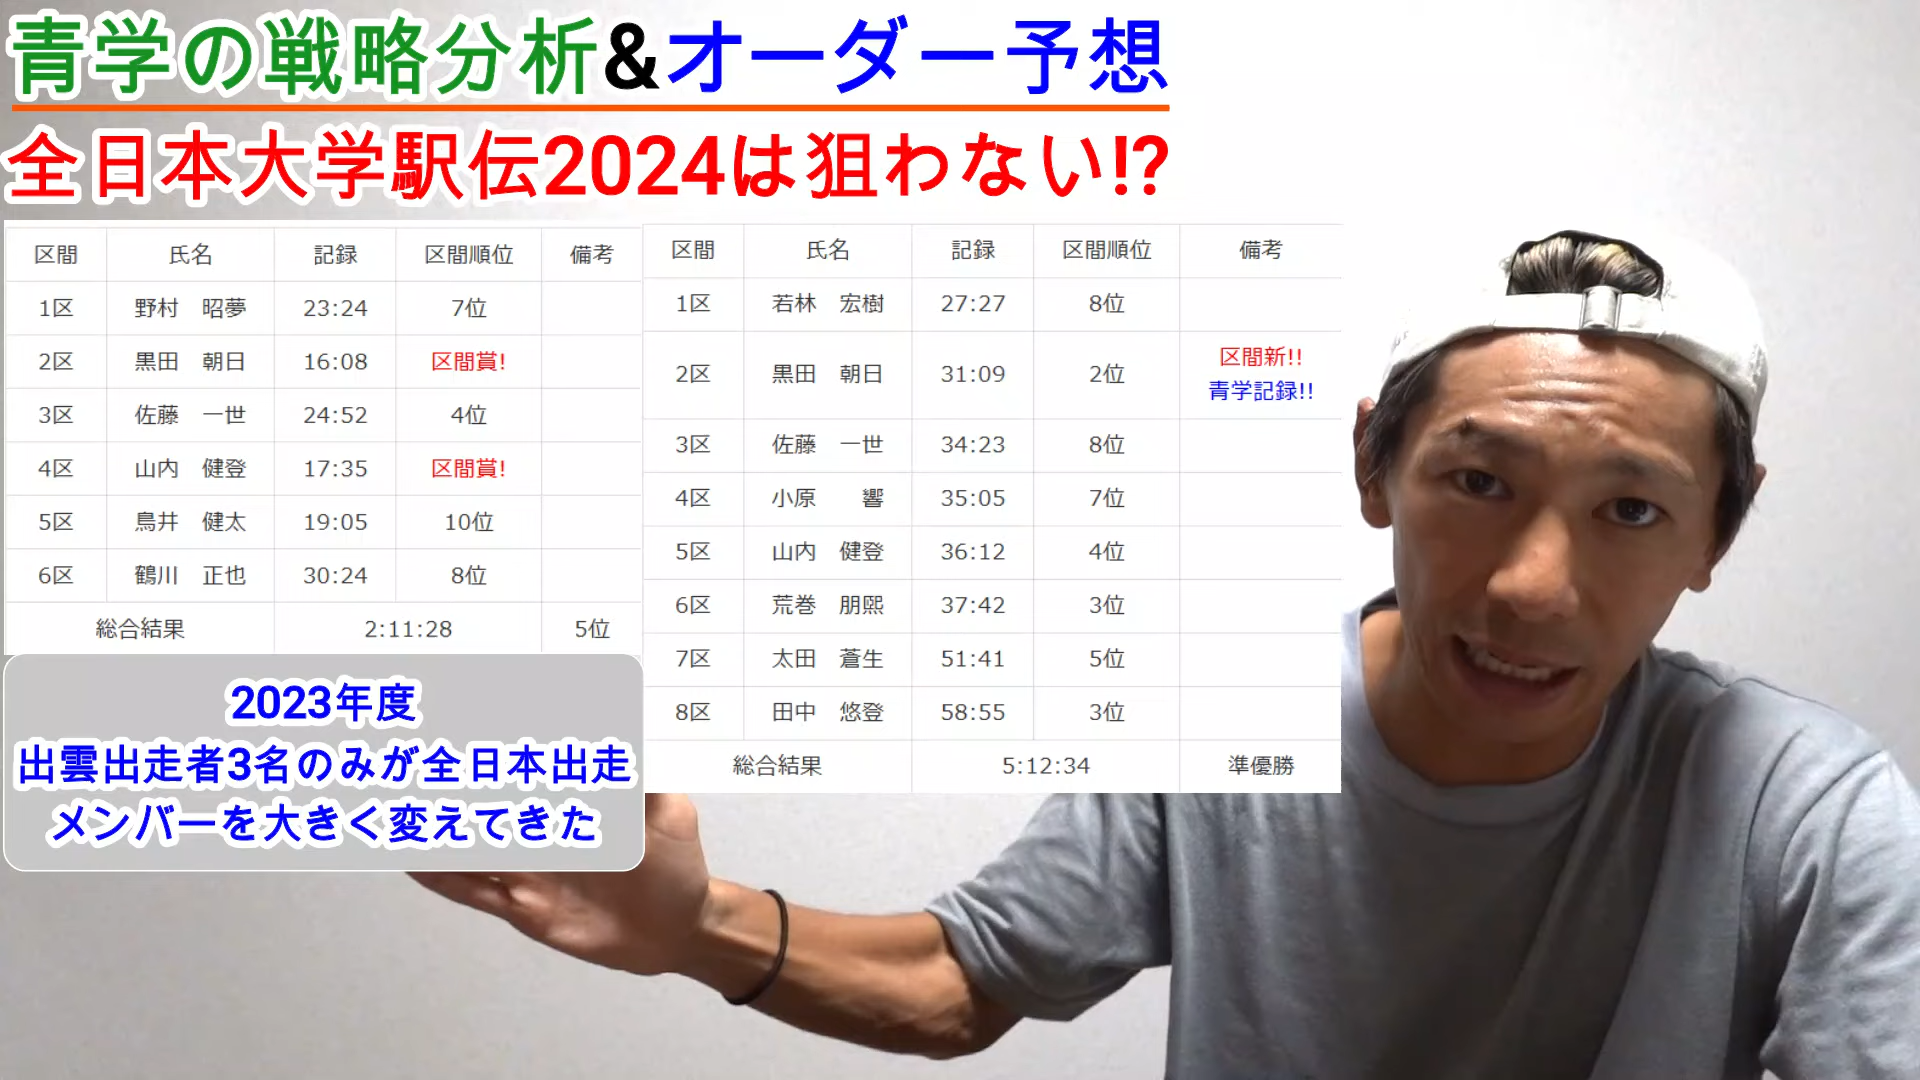 青学の戦略分析&オーダー予想
全日本大学駅伝2024は狙わない!?
区間 氏名 記録 区間順位 備考
1区 野村 昭夢 23:24 7位
2区 黒田 朝日 16:08 区間賞!
3区 佐藤 一世 24:52 4位
4区 山内 健登 17:35 区間賞!
5区 鳥井 健太 19:05 10位
6区 鶴川 正也 30:24 8位
総合結果 2:11:28 5位
区間 氏名 記録 区間順位 備考
1区 若林 宏樹 27:27 8位
2区 黒田 朝日 31:09 2位 区間新!!
青学記録!!
3区 佐藤 一世 34:23 8位
4区 小原 響 35:05 7位
5区 山内 健登 36:12 4位
6区 荒巻 朋熙 37:42 3位
7区 太田 蒼生 51:41 5位
8区 田中 悠登 58:55 3位
総合結果 5:12:34 準優勝
2023年度
出雲出走者3名のみが全日本出走
メンバーを大きく変えてきた